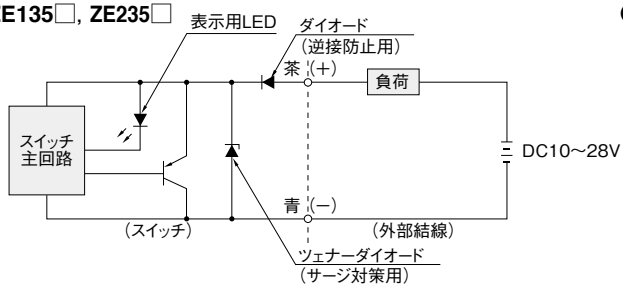 ZE135□, ZE235□
表示用LED
ダイオード
(逆接防止用)
茶 (+)
負荷
スイッチ
主回路
DC10～28V
青 (−)
(スイッチ)
(外部結線)
ツェナーダイオード
(サージ対策用)